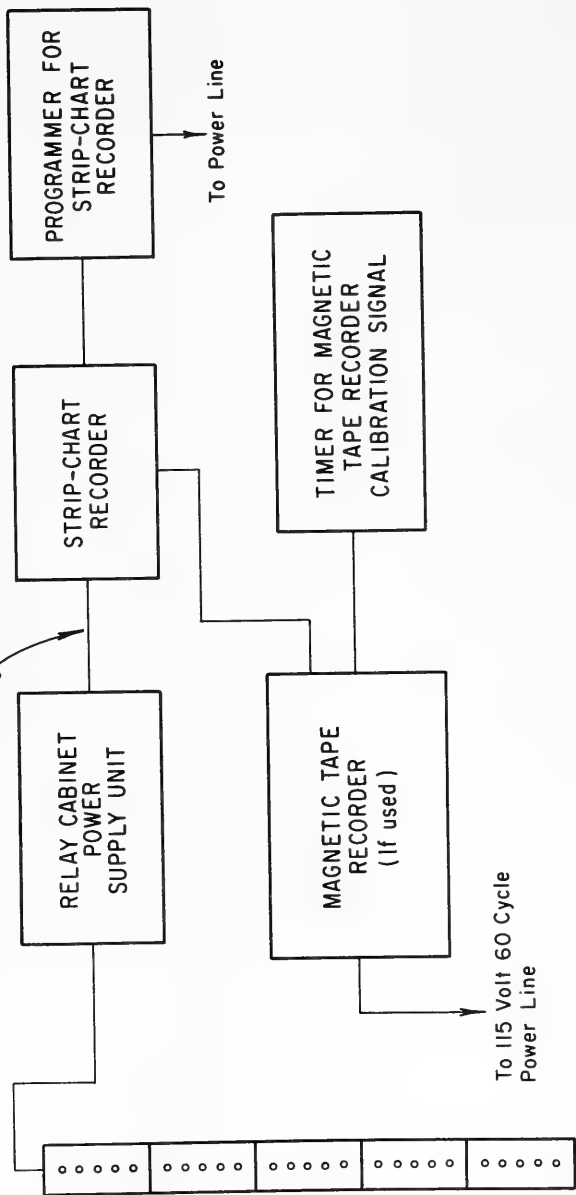 RELAY CABINET
POWER
SUPPLY UNIT
STRIP-CHART
RECORDER
PROGRAMMER FOR
STRIP-CHART
RECORDER
To Power Line
MAGNETIC TAPE
RECORDER
(If used)
TIMER FOR MAGNETIC
TAPE RECORDER
CALIBRATION SIGNAL
To 115 Volt 60 Cycle
Power Line